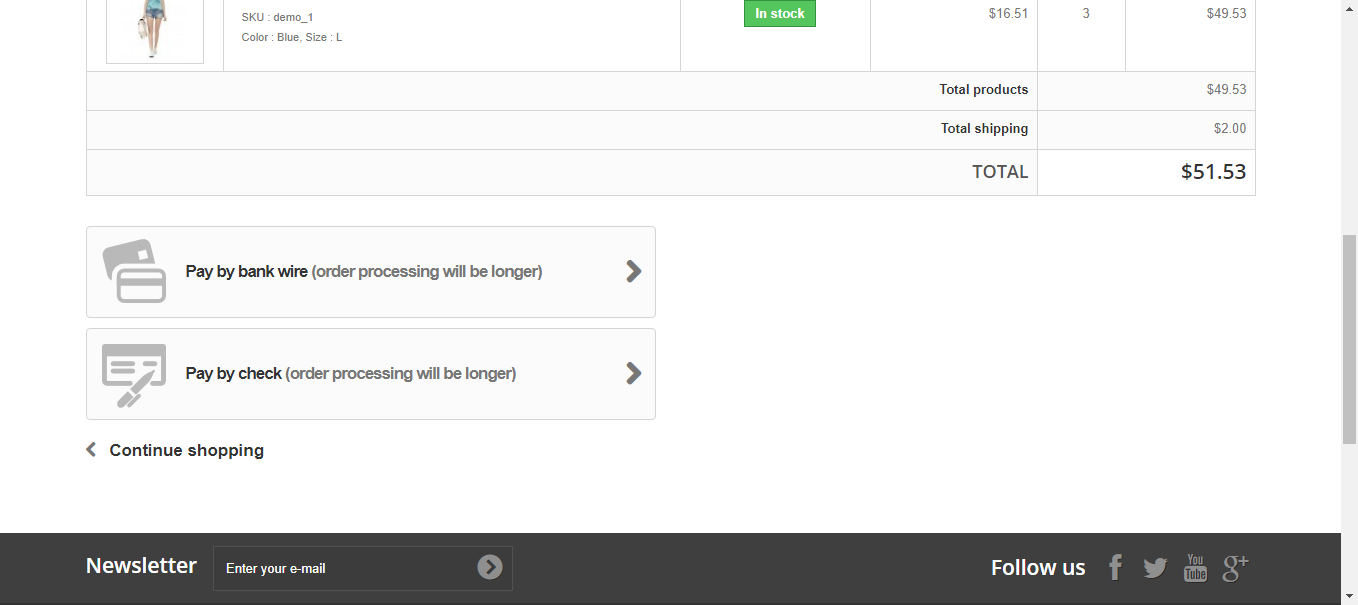 SKU : demo_1
Color : Blue, Size : L
In stock
$16.51
3
$49.53
Total products
$49.53
Total shipping
$2.00
TOTAL
$51.53
Pay by bank wire (order processing will be longer)
Pay by check (order processing will be longer)
Continue shopping
Newsletter
Enter your e-mail
Follow us
You
Tube
g+